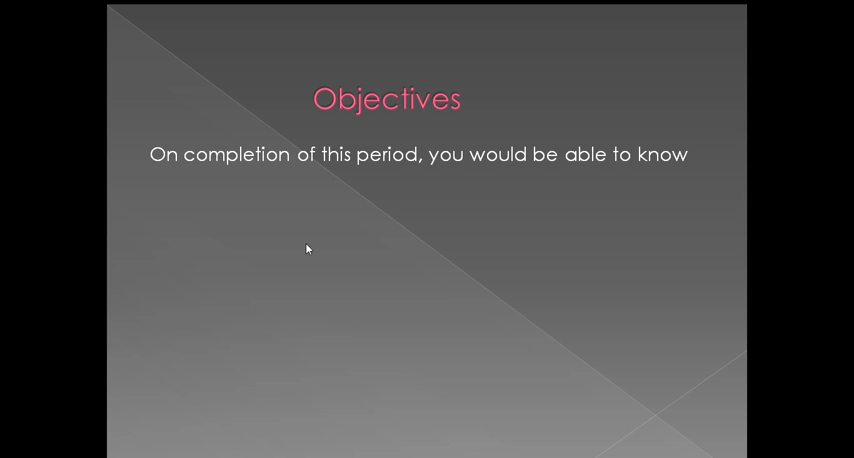 Objectives
On completion of this period, you would be able to know